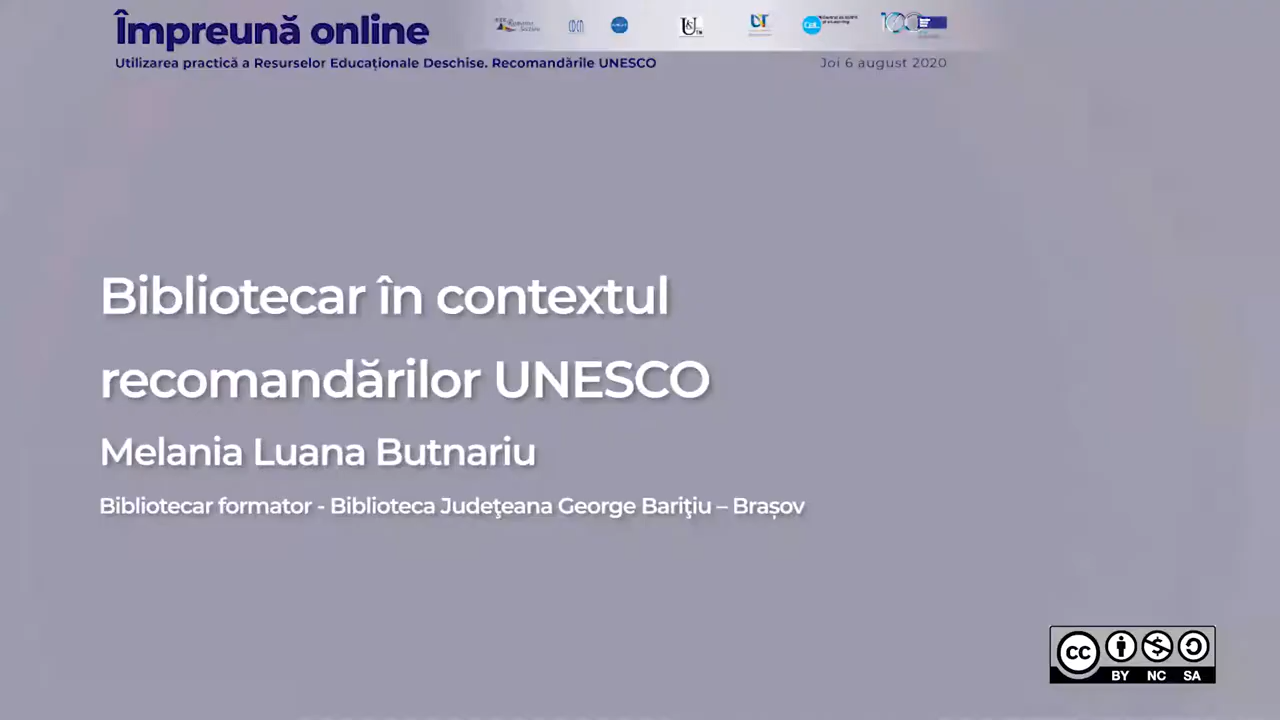 Împreună online
Utilizarea practică a Resurselor Educaționale Deschise. Recomandările UNESCO
Joi 6 august 2020
Bibliotecar în contextul
recomandărilor UNESCO
Melania Luana Butnariu
Bibliotecar formator - Biblioteca Judeţeana George Bariţiu – Brașov
cc
BY NC SA